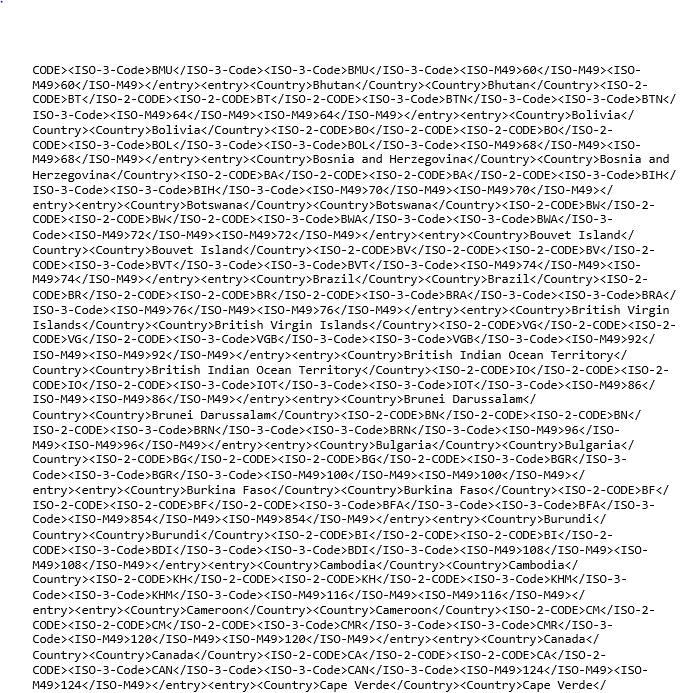 CODE><ISO-3-Code>BMU</ISO-3-Code><ISO-3-Code>BMU</ISO-3-Code><ISO-M49>60</ISO-M49><ISO-
M49>60</ISO-M49></entry><entry><Country>Bhutan</Country><Country>Bhutan</Country><ISO-2-
CODE>BT</ISO-2-CODE><ISO-2-CODE>BT</ISO-2-CODE><ISO-3-Code>BTN</ISO-3-Code><ISO-3-Code>BTN</
ISO-3-Code><ISO-M49>64</ISO-M49><ISO-M49>64</ISO-M49></entry><entry><Country>Bolivia</
Country><Country>Bolivia</Country><ISO-2-CODE>BO</ISO-2-CODE><ISO-2-CODE>BO</ISO-2-
CODE><ISO-3-Code>BOL</ISO-3-Code><ISO-3-Code>BOL</ISO-3-Code><ISO-M49>68</ISO-M49><ISO-
M49>68</ISO-M49></entry><entry><Country>Bosnia and Herzegovina</Country><Country>Bosnia and
Herzegovina</Country><ISO-2-CODE>BA</ISO-2-CODE><ISO-2-CODE>BA</ISO-2-CODE><ISO-3-Code>BIH</
ISO-3-Code><ISO-3-Code>BIH</ISO-3-Code><ISO-M49>70</ISO-M49><ISO-M49>70</ISO-M49></
entry><entry><Country>Botswana</Country><Country>Botswana</Country><ISO-2-CODE>BW</ISO-2-
CODE><ISO-2-CODE>BW</ISO-2-CODE><ISO-3-Code>BWA</ISO-3-Code><ISO-3-Code>BWA</ISO-3-
Code><ISO-M49>72</ISO-M49><ISO-M49>72</ISO-M49></entry><entry><Country>Bouvet Island</
Country><Country>Bouvet Island</Country><ISO-2-CODE>BV</ISO-2-CODE><ISO-2-CODE>BV</ISO-2-
CODE><ISO-3-Code>BVT</ISO-3-Code><ISO-3-Code>BVT</ISO-3-Code><ISO-M49>74</ISO-M49><ISO-
M49>74</ISO-M49></entry><entry><Country>Brazil</Country><Country>Brazil</Country><ISO-2-
CODE>BR</ISO-2-CODE><ISO-2-CODE>BR</ISO-2-CODE><ISO-3-Code>BRA</ISO-3-Code><ISO-3-Code>BRA</
ISO-3-Code><ISO-M49>76</ISO-M49><ISO-M49>76</ISO-M49></entry><entry><Country>British Virgin
Islands</Country><Country>British Virgin Islands</Country><ISO-2-CODE>VG</ISO-2-CODE><ISO-2-
CODE>VG</ISO-2-CODE><ISO-3-Code>VGB</ISO-3-Code><ISO-3-Code>VGB</ISO-3-Code><ISO-M49>92</
ISO-M49><ISO-M49>92</ISO-M49></entry><entry><Country>British Indian Ocean Territory</
Country><Country>British Indian Ocean Territory</Country><ISO-2-CODE>IO</ISO-2-CODE><ISO-2-
CODE>IO</ISO-2-CODE><ISO-3-Code>IOT</ISO-3-Code><ISO-3-Code>IOT</ISO-3-Code><ISO-M49>86</
ISO-M49><ISO-M49>86</ISO-M49></entry><entry><Country>Brunei Darussalam</
Country><Country>Brunei Darussalam</Country><ISO-2-CODE>BN</ISO-2-CODE><ISO-2-CODE>BN</
ISO-2-CODE><ISO-3-Code>BRN</ISO-3-Code><ISO-3-Code>BRN</ISO-3-Code><ISO-M49>96</ISO-
M49><ISO-M49>96</ISO-M49></entry><entry><Country>Bulgaria</Country><Country>Bulgaria</
Country><ISO-2-CODE>BG</ISO-2-CODE><ISO-2-CODE>BG</ISO-2-CODE><ISO-3-Code>BGR</ISO-3-
Code><ISO-3-Code>BGR</ISO-3-Code><ISO-M49>100</ISO-M49><ISO-M49>100</ISO-M49></
entry><entry><Country>Burkina Faso</Country><Country>Burkina Faso</Country><ISO-2-CODE>BF</
ISO-2-CODE><ISO-2-CODE>BF</ISO-2-CODE><ISO-3-Code>BFA</ISO-3-Code><ISO-3-Code>BFA</ISO-3-
Code><ISO-M49>854</ISO-M49><ISO-M49>854</ISO-M49></entry><entry><Country>Burundi</
Country><Country>Burundi</Country><ISO-2-CODE>BI</ISO-2-CODE><ISO-2-CODE>BI</ISO-2-
CODE><ISO-3-Code>BDI</ISO-3-Code><ISO-3-Code>BDI</ISO-3-Code><ISO-M49>108</ISO-M49><ISO-
M49>108</ISO-M49></entry><entry><Country>Cambodia</Country><Country>Cambodia</
Country><ISO-2-CODE>KH</ISO-2-CODE><ISO-2-CODE>KH</ISO-2-CODE><ISO-3-Code>KHM</ISO-3-
Code><ISO-3-Code>KHM</ISO-3-Code><ISO-M49>116</ISO-M49><ISO-M49>116</ISO-M49></
entry><entry><Country>Cameroon</Country><Country>Cameroon</Country><ISO-2-CODE>CM</ISO-2-
CODE><ISO-2-CODE>CM</ISO-2-CODE><ISO-3-Code>CMR</ISO-3-Code><ISO-3-Code>CMR</ISO-3-
Code><ISO-M49>120</ISO-M49><ISO-M49>120</ISO-M49></entry><entry><Country>Canada</
Country><Country>Canada</Country><ISO-2-CODE>CA</ISO-2-CODE><ISO-2-CODE>CA</ISO-2-
CODE><ISO-3-Code>CAN</ISO-3-Code><ISO-3-Code>CAN</ISO-3-Code><ISO-M49>124</ISO-M49><ISO-
M49>124</ISO-M49></entry><entry><Country>Cape Verde</Country><Country>Cape Verde</